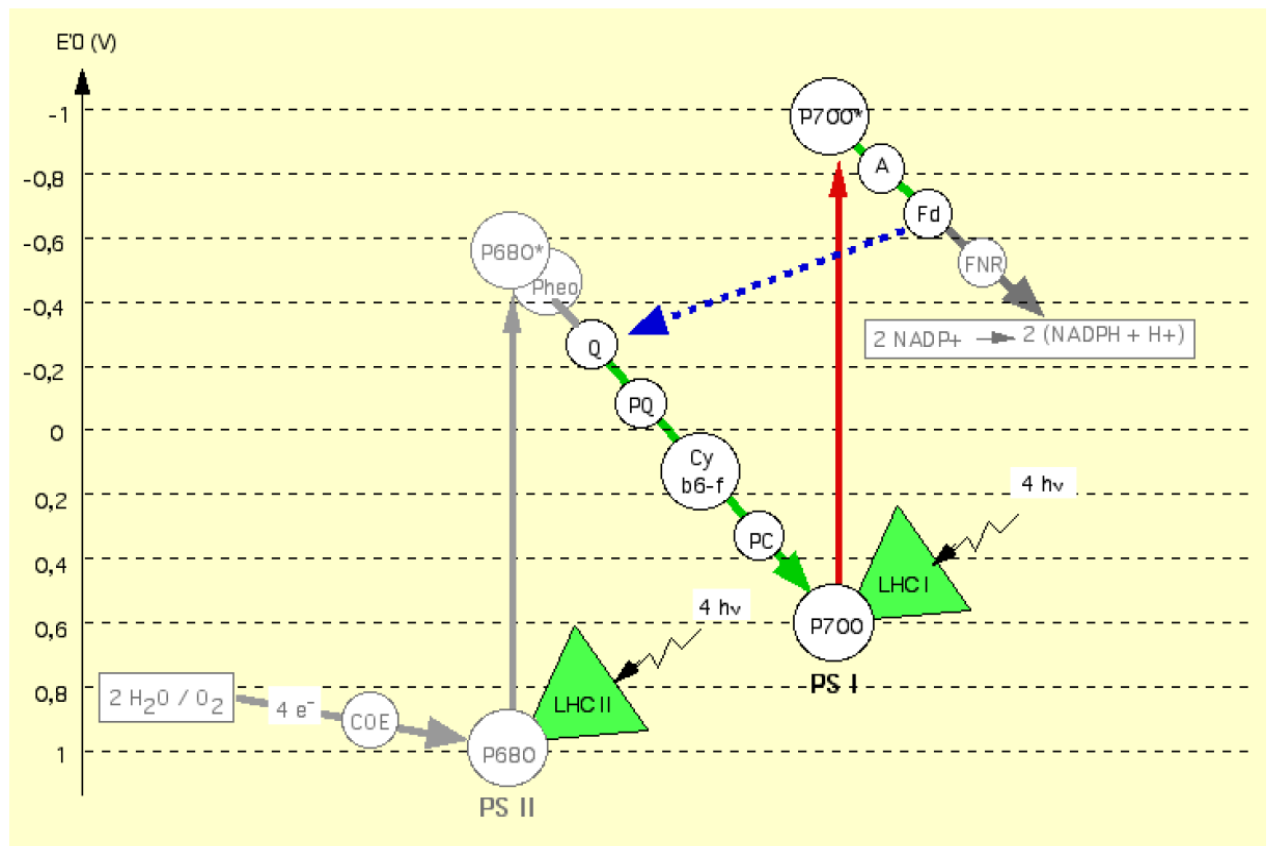 E'0 (V)
-1
-0,8
-0,6
-0,4
-0,2
0
0,2
0,4
0,6
0,8
1
P700*
A
Fd
FNR
2 NADP+ 2 (NADPH + H+)
P680*
Pheo
Q
PQ
Cy
b6-f
PC
4 hν
LHC I
P700
PS I
4 hν
LHC II
2 H₂O / O₂
4 e⁻
COE
P680
PS II